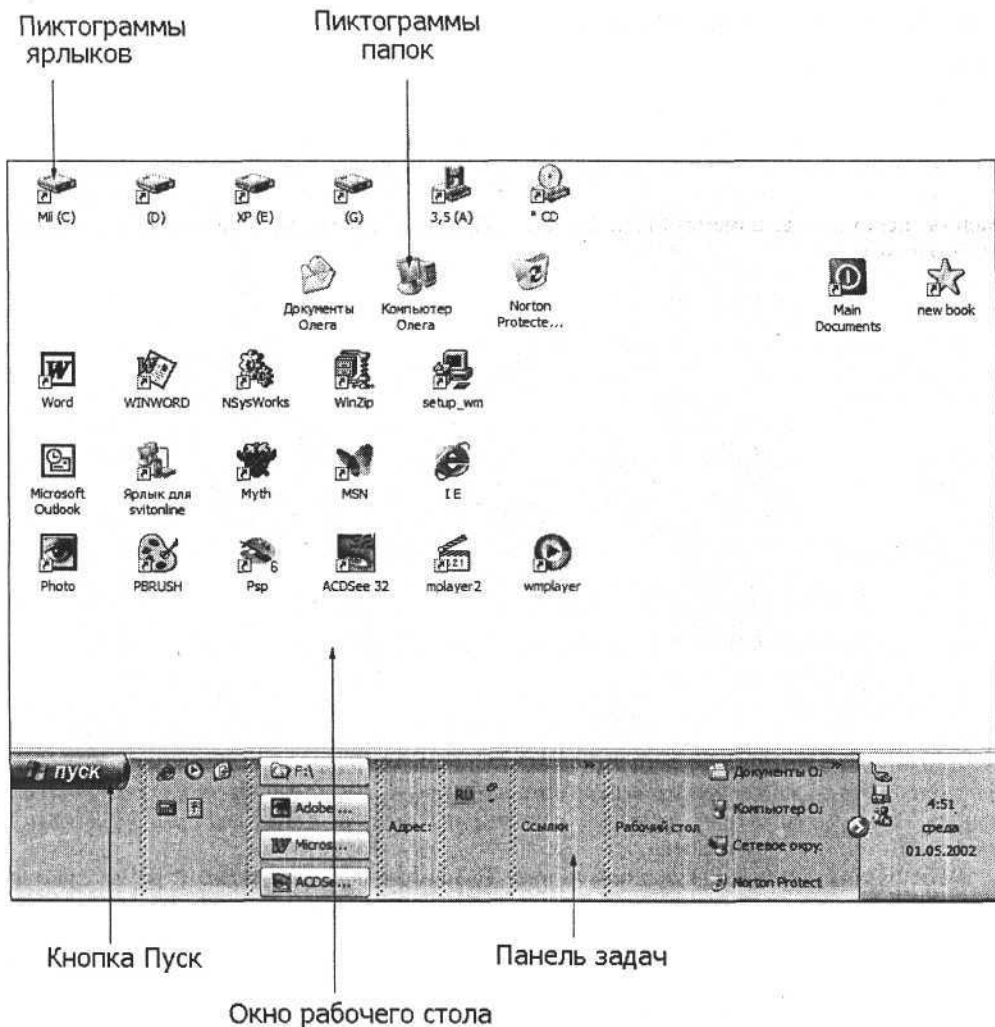 Пиктограммы
ярлыков
Пиктограммы
папок
Mii (C)
(D)
XP (E)
(G)
3,5 (A)
* CD
Документы
Олега
Компьютер
Олега
Norton
Protecte...
Main
Documents
new book
Word
WINWORD
NSysWorks
WinZip
setup_wm
Microsoft
Outlook
Ярлык для
svitonline
Myth
MSN
I E
Photo
PBRUSH
Psp
ACDSee 32
mplayer2
wmplayer
пуск
F:\
Adobe ...
Micros...
ACDSe...
Адрес:
RU
Ссылки
»
Рабочий стол
»
Документы О.
Компьютер О.
Сетевое окру.
Norton Protect
4:51
среда
01.05.2002
Кнопка Пуск
Панель задач
Окно рабочего стола